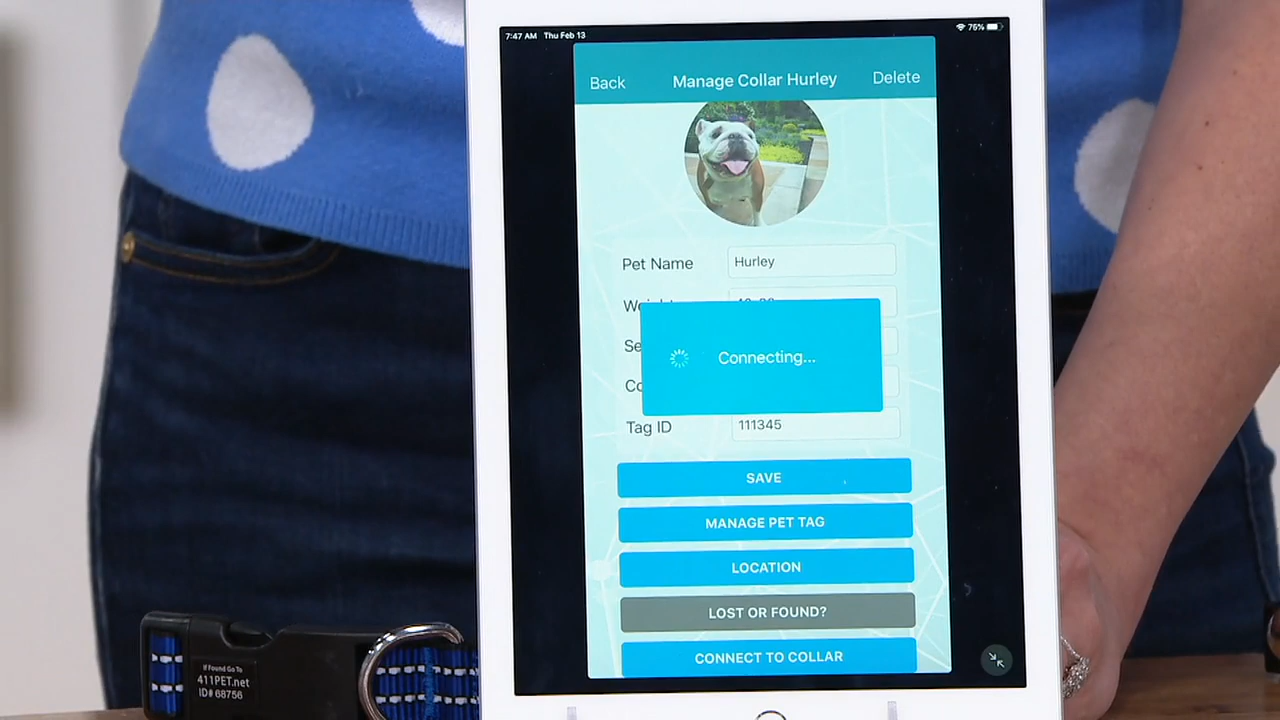 7:47 AM Thu Feb 13
75%
Back Manage Collar Hurley Delete
Pet Name Hurley
Connecting...
Tag ID 111345
SAVE
MANAGE PET TAG
LOCATION
LOST OR FOUND?
CONNECT TO COLLAR
If Found Go To
411PET.net
ID# 68756